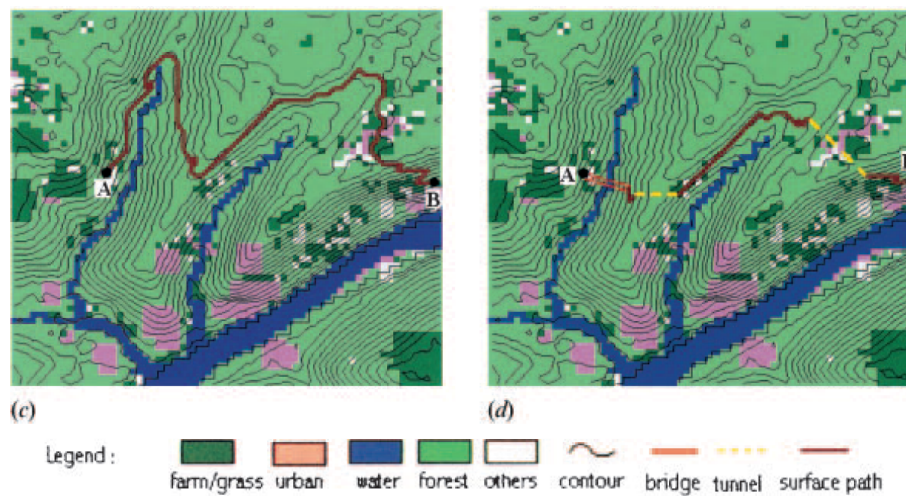 A
B
A
(c)
(d)
Legend :
farm/grass urban water forest others contour bridge tunnel surface path